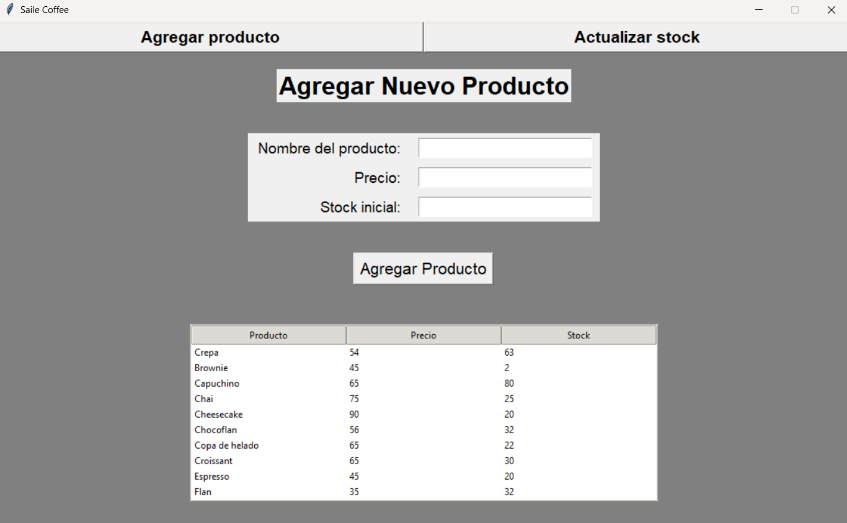 Saile Coffee
Agregar producto Actualizar stock
Agregar Nuevo Producto
Nombre del producto:
Precio:
Stock inicial:
Agregar Producto
Producto Precio Stock
Crepa 54 63
Brownie 45 2
Capuchino 65 80
Chai 75 25
Cheesecake 90 20
Chocoflan 56 32
Copa de helado 65 22
Croissant 65 30
Espresso 45 20
Flan 35 32